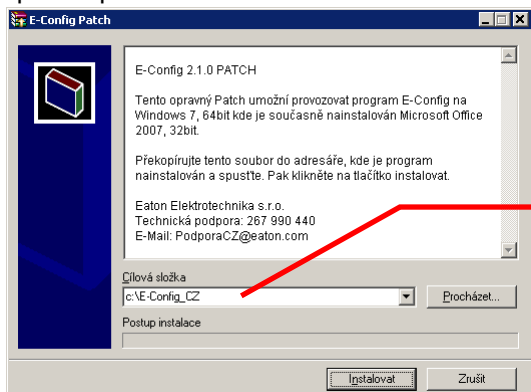 E-Config Patch
E-Config 2.1.0 PATCH
Tento opravný Patch umožní provozovat program E-Config na
Windows 7, 64bit kde je současně nainstalován Microsoft Office
2007, 32bit.
Překopírujte tento soubor do adresáře, kde je program
nainstalován a spusťte. Pak klikněte na tlačítko instalovat.
Eaton Elektrotechnika s.r.o.
Technická podpora: 267 990 440
E-Mail: PodporaCZ@eaton.com
Cílová složka
c:\E-Config_CZ
Procházet...
Postup instalace
Instalovat
Zrušit